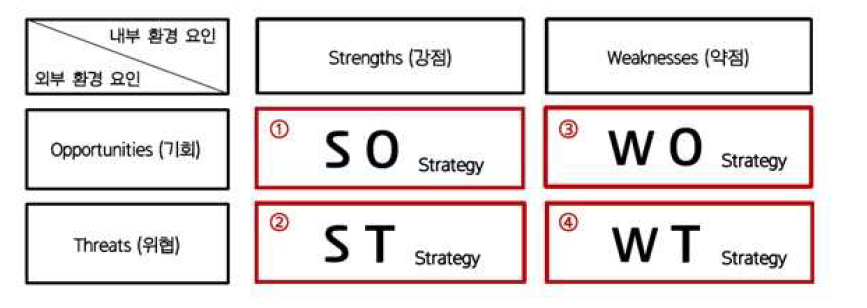 내부 환경 요인
외부 환경 요인
Strengths (강점)
Weaknesses (약점)
Opportunities (기회)
① S O Strategy
③ W O Strategy
Threats (위협)
② S T Strategy
④ W T Strategy